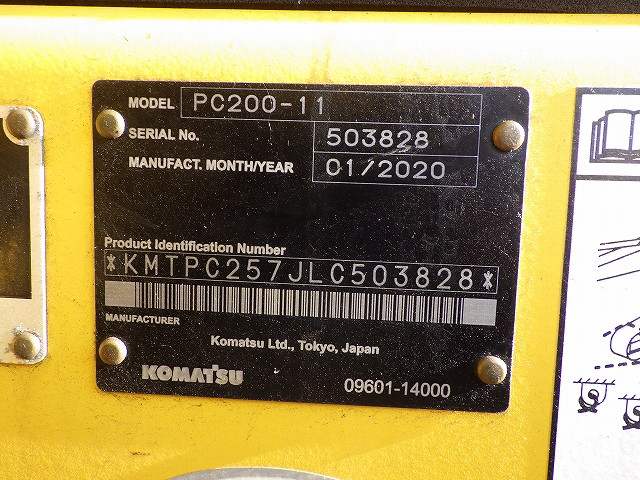 MODEL PC200-11
SERIAL No. 503828
MANUFACT. MONTH/YEAR 01/2020
Product Identification Number
*KMTPC257JLC503828*
MANUFACTURER
Komatsu Ltd., Tokyo, Japan
KOMATSU 09601-14000